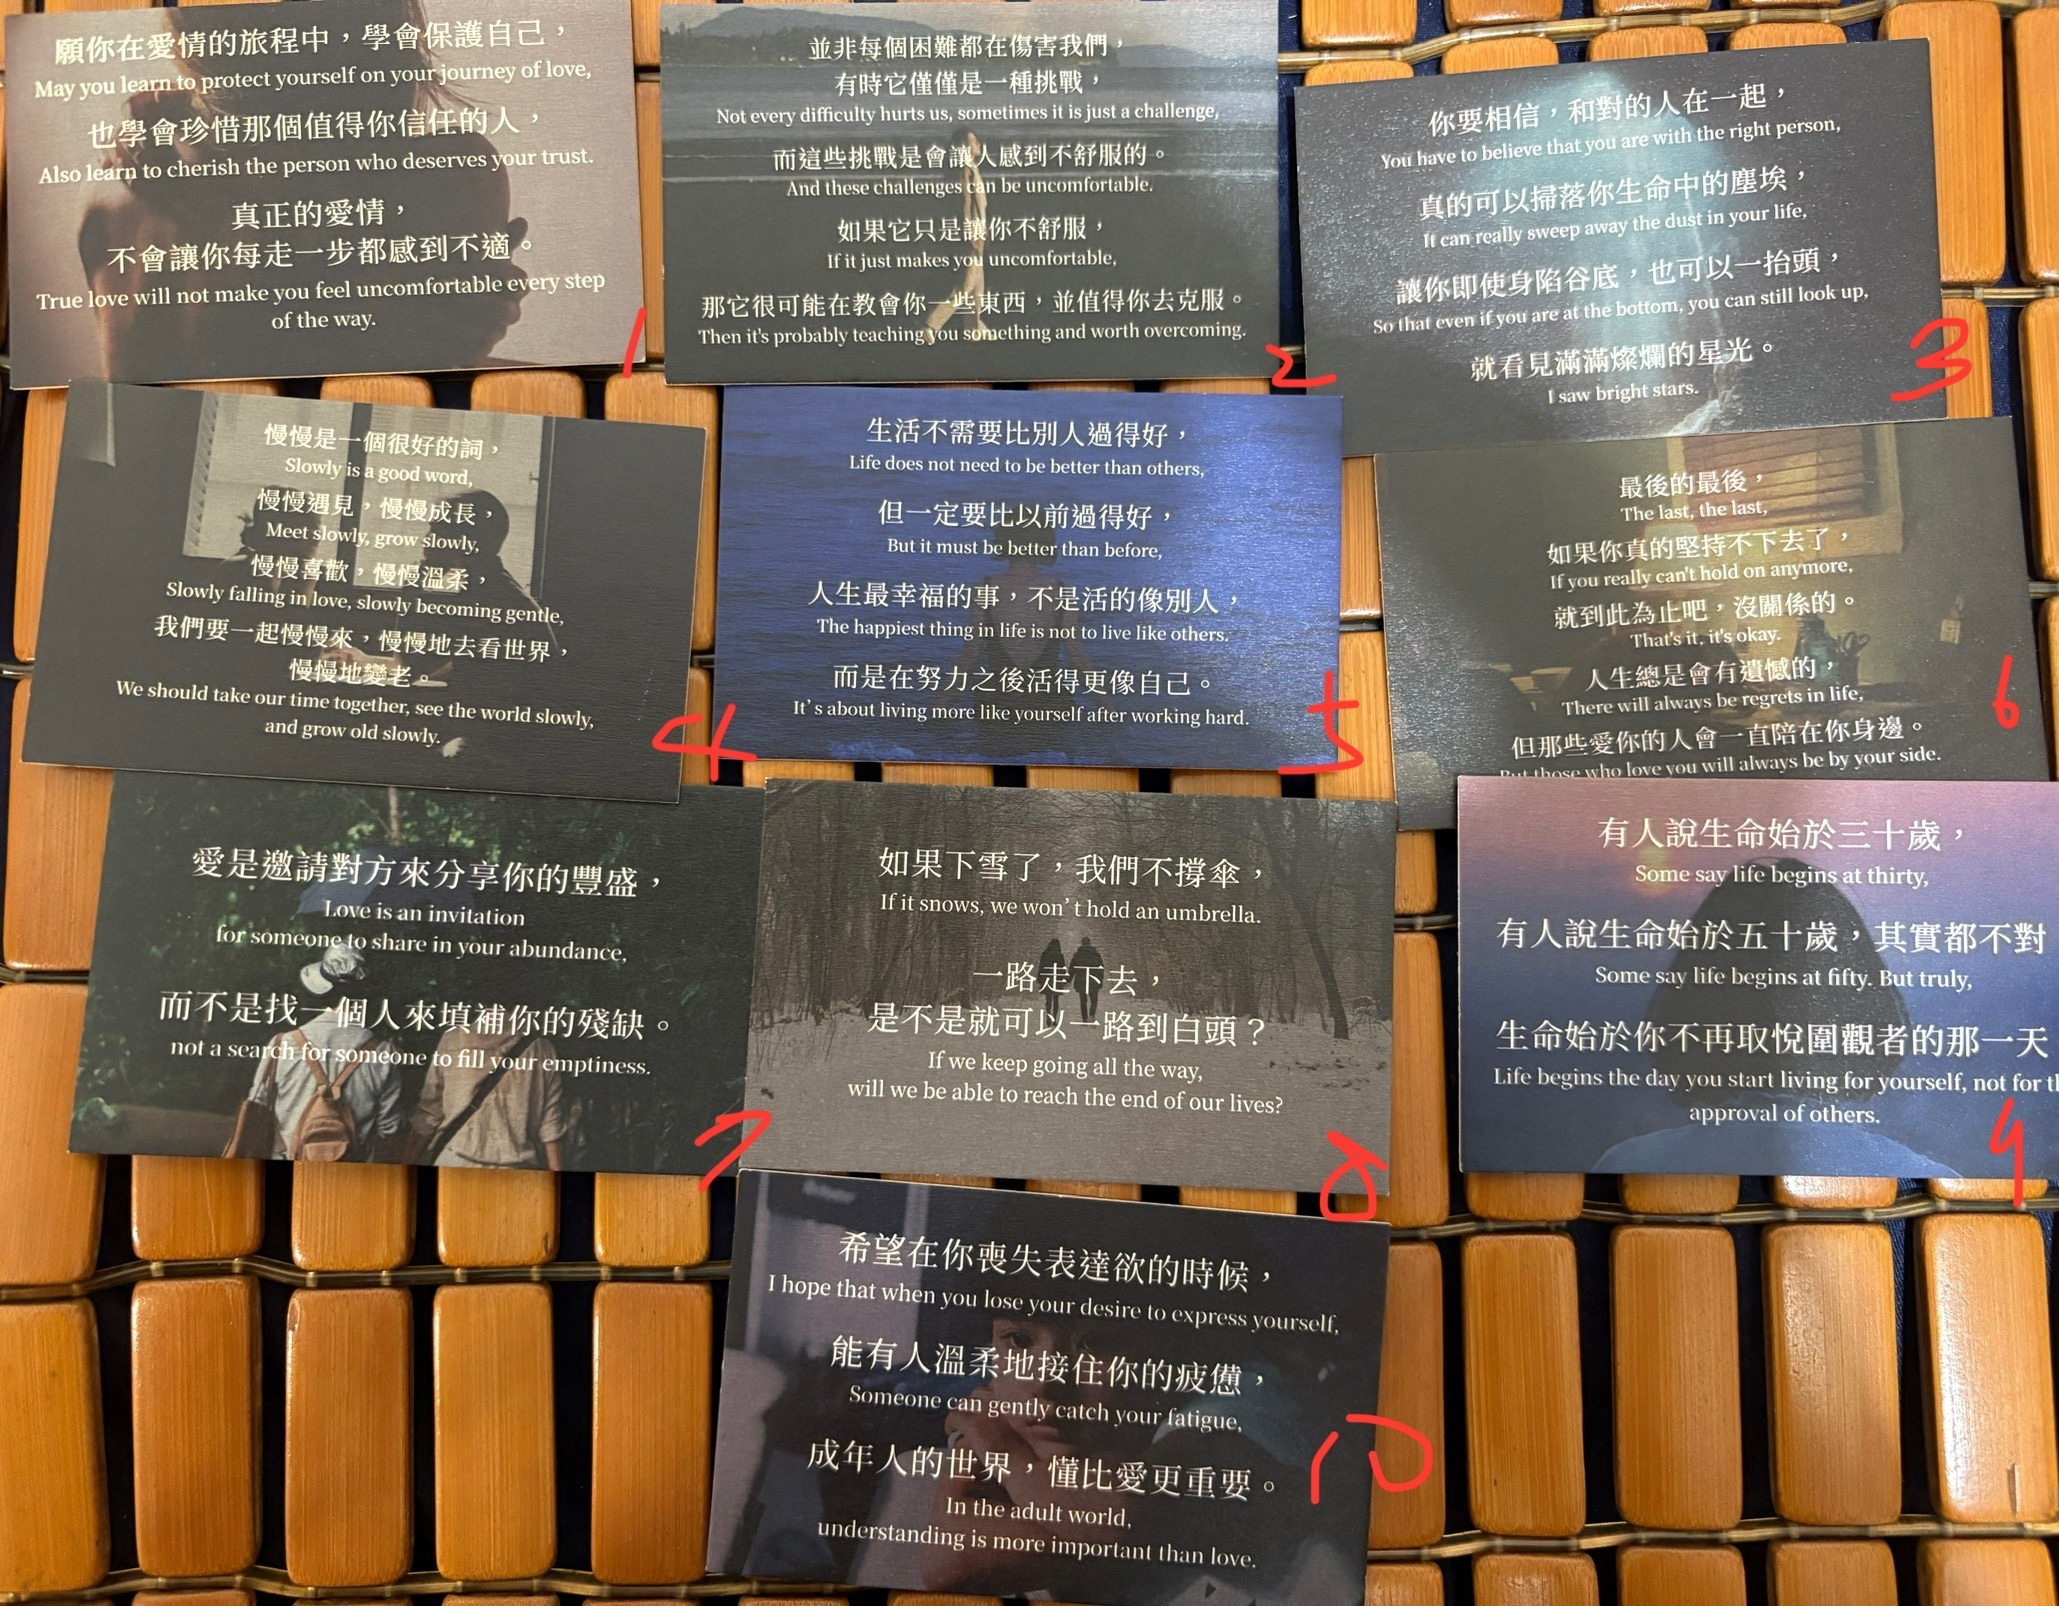 願你在愛情的旅程中，學會保護自己，
May you learn to protect yourself on your journey of love,
也學會珍惜那個值得你信任的人，
Also learn to cherish the person who deserves your trust.
真正的愛情，
不會讓你每走一步都感到不適。
True love will not make you feel uncomfortable every step
of the way.
1
並非每個困難都在傷害我們，
有時它僅僅是一種挑戰，
Not every difficulty hurts us, sometimes it is just a challenge,
而這些挑戰是會讓人感到不舒服的。
And these challenges can be uncomfortable.
如果它只是讓你不舒服，
If it just makes you uncomfortable,
那它很可能在教會你一些東西，並值得你去克服。
Then it's probably teaching you something and worth overcoming.
2
你要相信，和對的人在一起，
You have to believe that you are with the right person,
真的可以掃落你生命中的塵埃，
It can really sweep away the dust in your life,
讓你即使身陷谷底，也可以一抬頭，
So that even if you are at the bottom, you can still look up,
就看見滿滿燦爛的星光。
I saw bright stars.
3
慢慢是一個很好的詞，
Slowly is a good word,
慢慢遇見，慢慢成長，
Meet slowly, grow slowly,
慢慢喜歡，慢慢溫柔，
Slowly falling in love, slowly becoming gentle,
我們要一起慢慢來，慢慢地去看世界，
慢慢地變老。
We should take our time together, see the world slowly,
and grow old slowly.
4
生活不需要比別人過得好，
Life does not need to be better than others,
但一定要比以前過得好，
But it must be better than before,
人生最幸福的事，不是活的像別人，
The happiest thing in life is not to live like others.
而是在努力之後活得更像自己。
It's about living more like yourself after working hard.
5
最後的最後，
The last, the last,
如果你真的堅持不下去了，
If you really can't hold on anymore,
就到此為止吧，沒關係的。
That's it, it's okay.
人生總是會有遺憾的，
There will always be regrets in life,
但那些愛你的人會一直陪在你身邊。
But those who love you will always be by your side.
6
愛是邀請對方來分享你的豐盛，
Love is an invitation
for someone to share in your abundance,
而不是找一個人來填補你的殘缺。
not a search for someone to fill your emptiness.
7
如果下雪了，我們不撐傘，
If it snows, we won't hold an umbrella.
一路走下去，
是不是就可以一路到白頭？
If we keep going all the way,
will we be able to reach the end of our lives?
8
有人說生命始於三十歲，
Some say life begins at thirty,
有人說生命始於五十歲，其實都不對
Some say life begins at fifty. But truly,
生命始於你不再取悅圍觀者的那一天
Life begins the day you start living for yourself, not for
approval of others.
9
希望在你喪失表達欲的時候，
I hope that when you lose your desire to express yourself,
能有人溫柔地接住你的疲憊，
Someone can gently catch your fatigue,
成年人的世界，懂比愛更重要。
In the adult world,
understanding is more important than love.
10